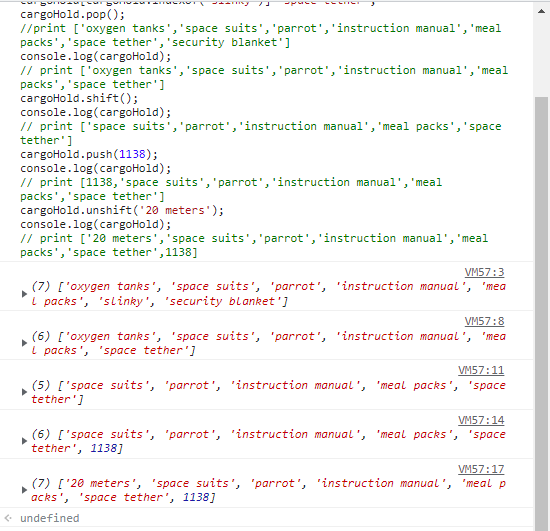 cargoHold[cargoHold.indexOf('slinky')]='space tether';
cargoHold.pop();
//print ['oxygen tanks','space suits','parrot','instruction manual','meal
packs','space tether','security blanket']
console.log(cargoHold);
// print ['oxygen tanks','space suits','parrot','instruction manual','meal
packs','space tether']
cargoHold.shift();
console.log(cargoHold);
// print ['space suits','parrot','instruction manual','meal packs','space
tether']
cargoHold.push(1138);
console.log(cargoHold);
// print [1138,'space suits','parrot','instruction manual','meal
packs','space tether']
cargoHold.unshift('20 meters');
console.log(cargoHold);
// print ['20 meters','space suits','parrot','instruction manual','meal
packs','space tether',1138]
VM57:3
(7) ['oxygen tanks', 'space suits', 'parrot', 'instruction manual', 'mea
l packs', 'slinky', 'security blanket']
VM57:8
(6) ['oxygen tanks', 'space suits', 'parrot', 'instruction manual', 'mea
l packs', 'space tether']
VM57:11
(5) ['space suits', 'parrot', 'instruction manual', 'meal packs', 'space
tether']
VM57:14
(6) ['space suits', 'parrot', 'instruction manual', 'meal packs', 'space
tether', 1138]
VM57:17
(7) ['20 meters', 'space suits', 'parrot', 'instruction manual', 'meal p
acks', 'space tether', 1138]
undefined